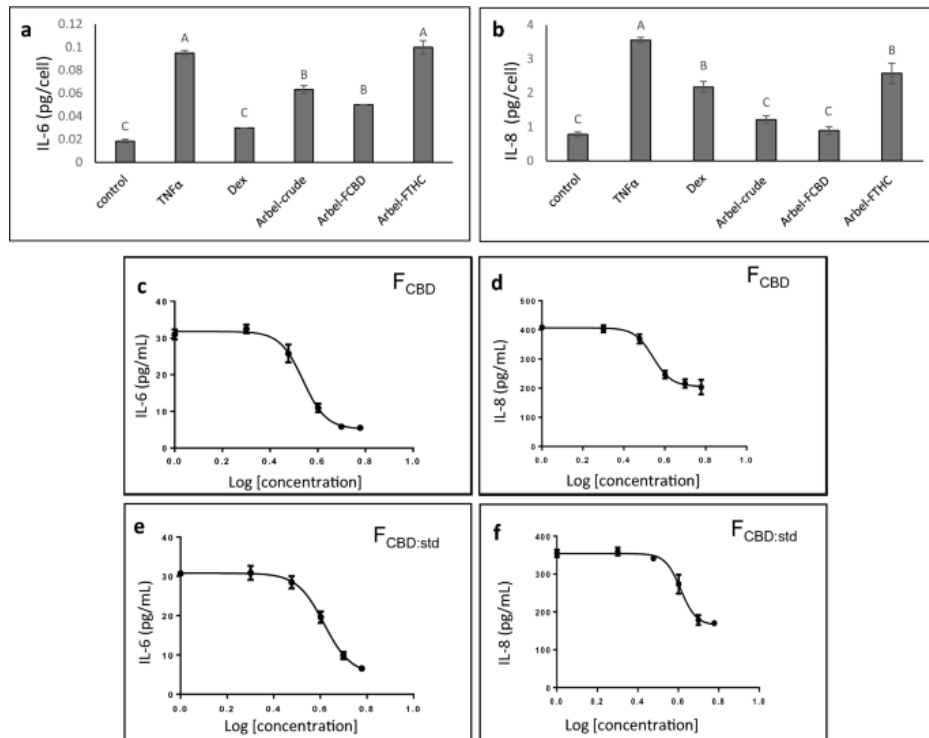 a
IL-6 (pg/cell)
0.12
0.1
0.08
0.06
0.04
0.02
0
C
A
C
B
B
A
control
TNFα
Dex
Arbel-crude
Arbel-FCBD
Arbel-FTHC
b
IL-8 (pg/cell)
4
3
2
1
0
C
A
B
C
C
B
control
TNFα
Dex
Arbel-crude
Arbel-FCBD
Arbel-FTHC
c
FCBD
IL-6 (pg/mL)
40
30
20
10
0
0.0 0.2 0.4 0.6 0.8 1.0
Log [concentration]
d
FCBD
IL-8 (pg/mL)
500
400
300
200
100
0
0.0 0.2 0.4 0.6 0.8 1.0
Log [concentration]
e
FCBD:std
IL-6 (pg/mL)
40
30
20
10
0
0.0 0.2 0.4 0.6 0.8 1.0
Log [concentration]
f
FCBD:std
IL-8 (pg/mL)
400
300
200
100
0
0.0 0.2 0.4 0.6 0.8 1.0
Log [concentration]